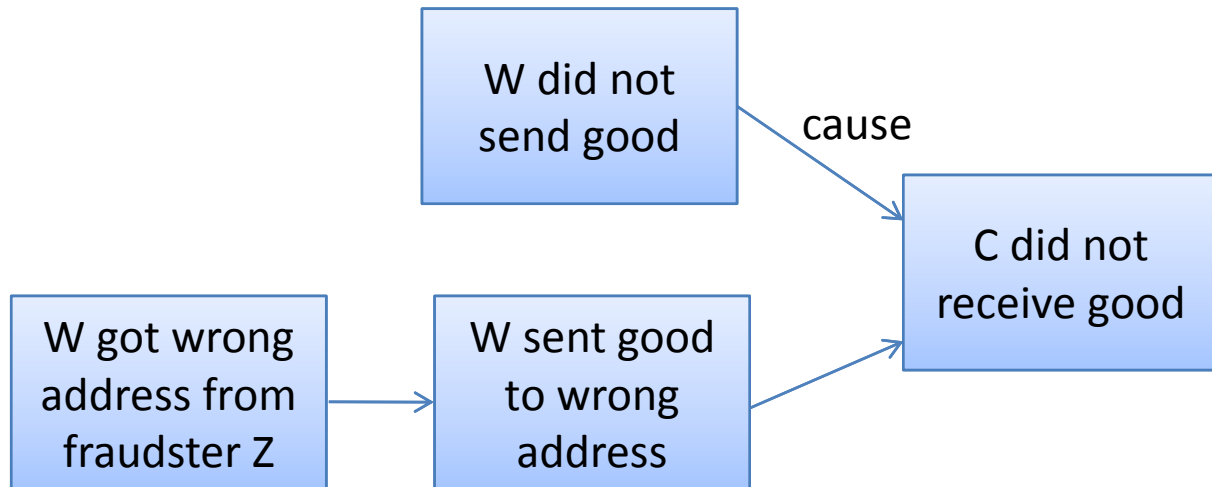 W did not
send good
cause
C did not
receive good
W got wrong
address from
fraudster Z
W sent good
to wrong
address